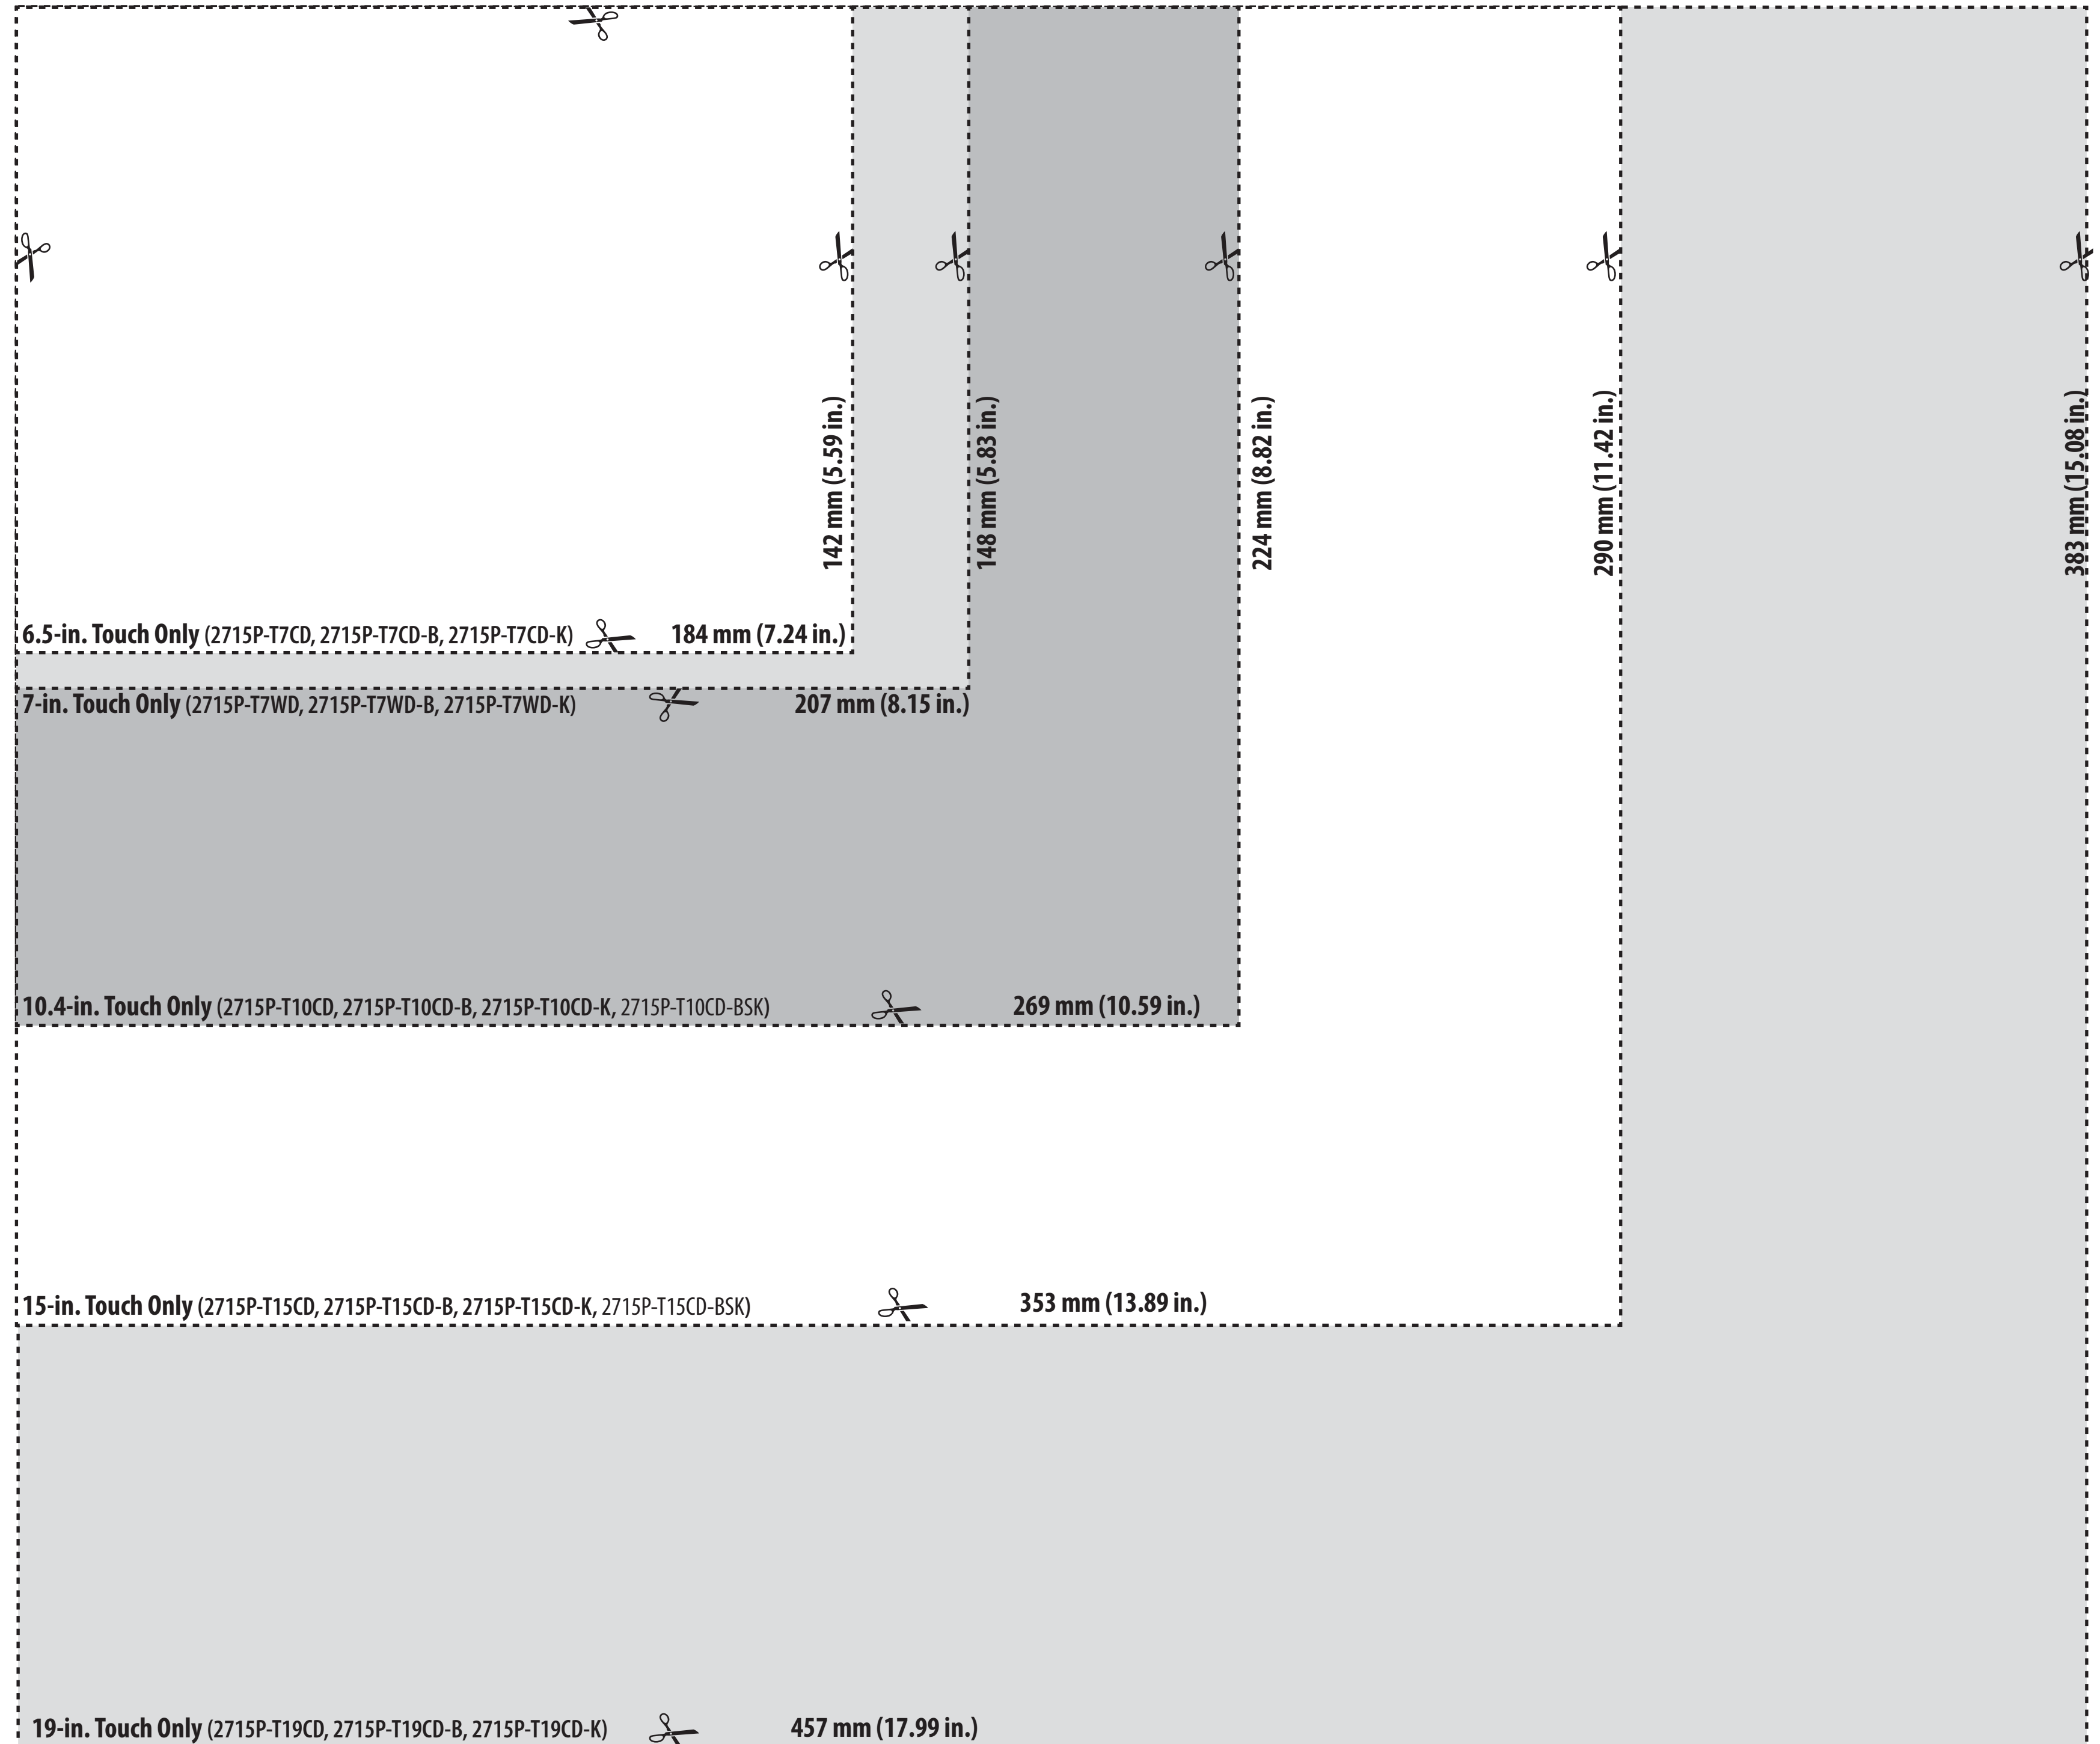 142 mm (5.59 in.)
148 mm (5.83 in.)
224 mm (8.82 in.)
290 mm (11.42 in.)
383 mm (15.08 in.)
6.5-in. Touch Only (2715P-T7CD, 2715P-T7CD-B, 2715P-T7CD-K) 184 mm (7.24 in.)
7-in. Touch Only (2715P-T7WD, 2715P-T7WD-B, 2715P-T7WD-K) 207 mm (8.15 in.)
10.4-in. Touch Only (2715P-T10CD, 2715P-T10CD-B, 2715P-T10CD-K, 2715P-T10CD-BSK) 269 mm (10.59 in.)
15-in. Touch Only (2715P-T15CD, 2715P-T15CD-B, 2715P-T15CD-K, 2715P-T15CD-BSK) 353 mm (13.89 in.)
19-in. Touch Only (2715P-T19CD, 2715P-T19CD-B, 2715P-T19CD-K) 457 mm (17.99 in.)